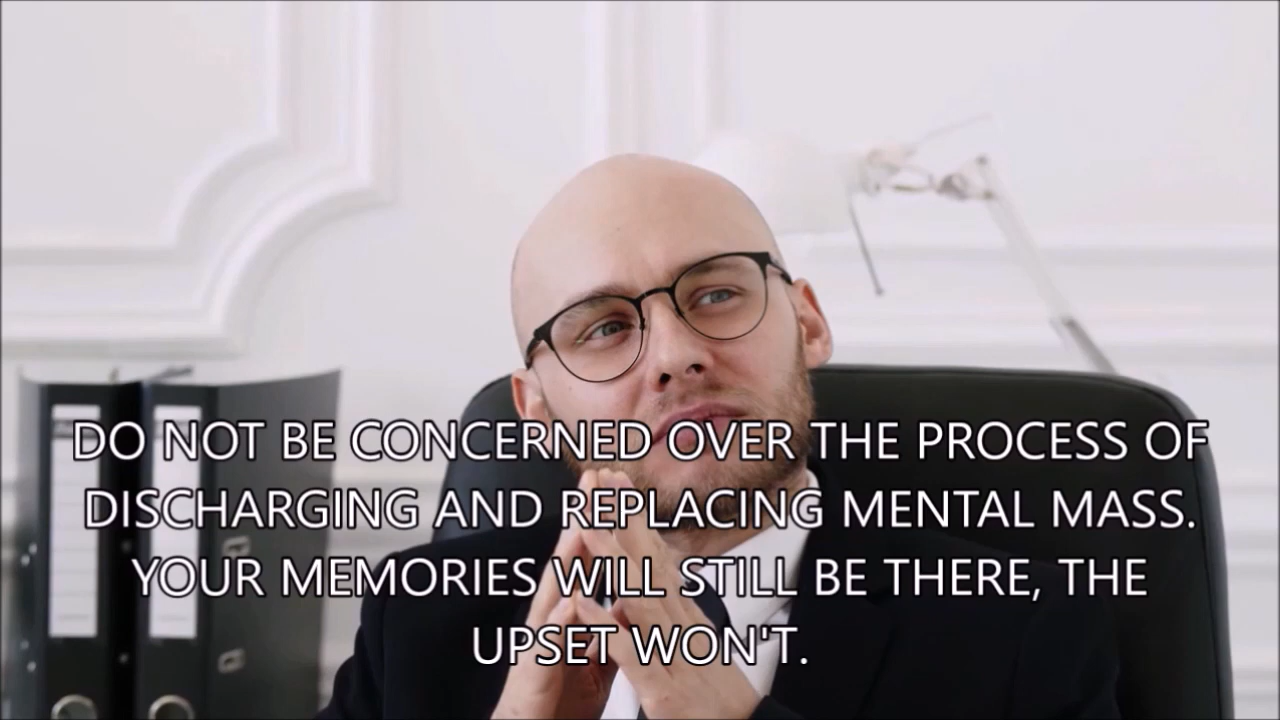 DO NOT BE CONCERNED OVER THE PROCESS OF
DISCHARGING AND REPLACING MENTAL MASS.
YOUR MEMORIES WILL STILL BE THERE, THE
UPSET WON'T.